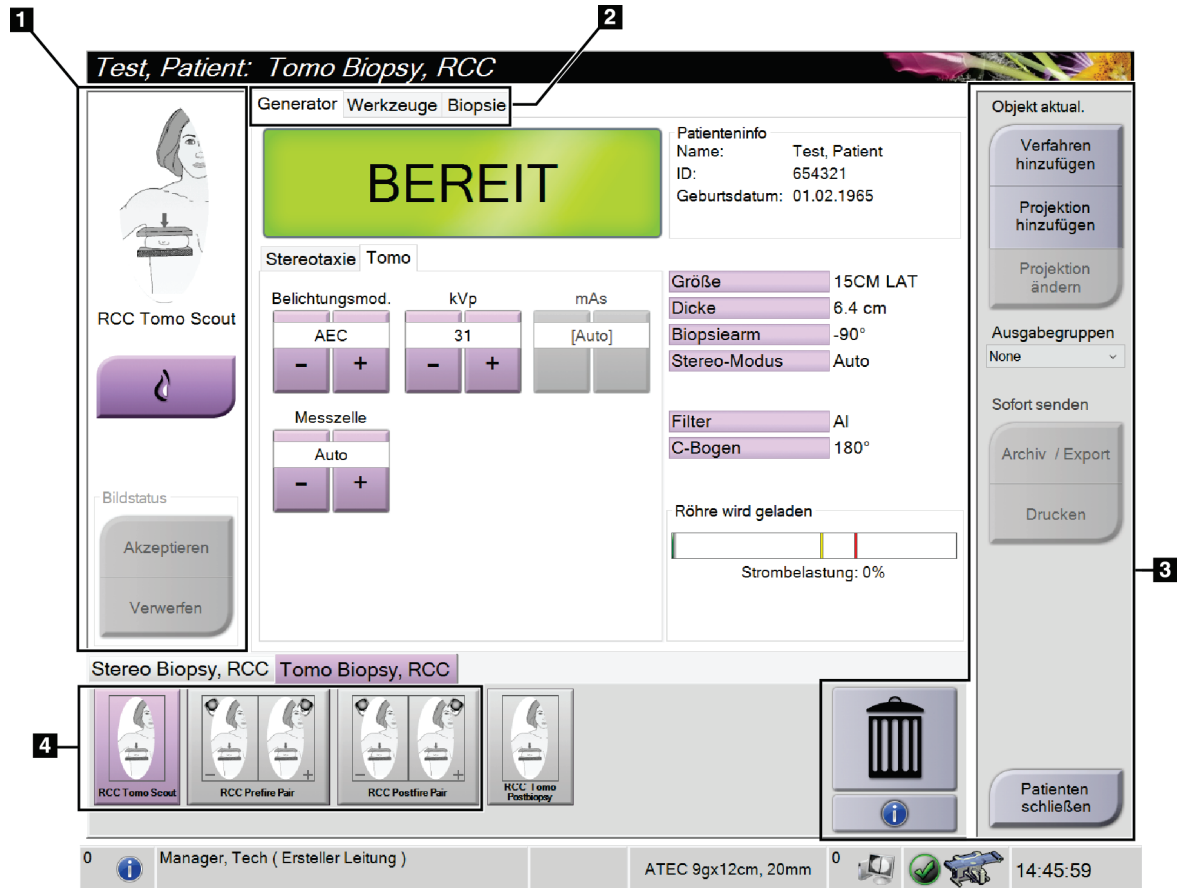 1
2
Test, Patient: Tomo Biopsy, RCC
Generator Werkzeuge Biopsie
Objekt aktual.
BEREIT
Patienteninfo
Name: Test, Patient
ID: 654321
Geburtsdatum: 01.02.1965
Verfahren
hinzufügen
Projektion
hinzufügen
Projektion
ändern
RCC Tomo Scout
Stereotaxie Tomo
Belichtungsmod. kVp mAs
AEC 31 [Auto]
- + - +
Messzelle
Auto
- +
Größe 15CM LAT
Dicke 6.4 cm
Biopsiearm -90°
Stereo-Modus Auto
Filter Al
C-Bogen 180°
Ausgabegruppen
None
Sofort senden
Archiv / Export
Drucken
Bildstatus
Akzeptieren
Verwerfen
Röhre wird geladen
Strombelastung: 0%
3
Stereo Biopsy, RCC Tomo Biopsy, RCC
4
- + - +
RCC Tomo Scout RCC Prefire Pair RCC Postfire Pair RCC Tomo
Postbiopsy
Patienten
schließen
0 Manager, Tech ( Ersteller Leitung ) ATEC 9gx12cm, 20mm 0 14:45:59